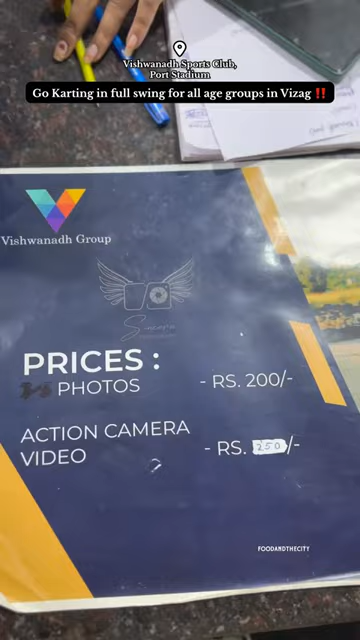 Vishwanadh Sports Club,
Port Stadium
Go Karting in full swing for all age groups in Vizag ‼️
Vishwanadh Group
PRICES :
PHOTOS - RS. 200/-
ACTION CAMERA
VIDEO - RS. 250/-
FOODANDTHECITY